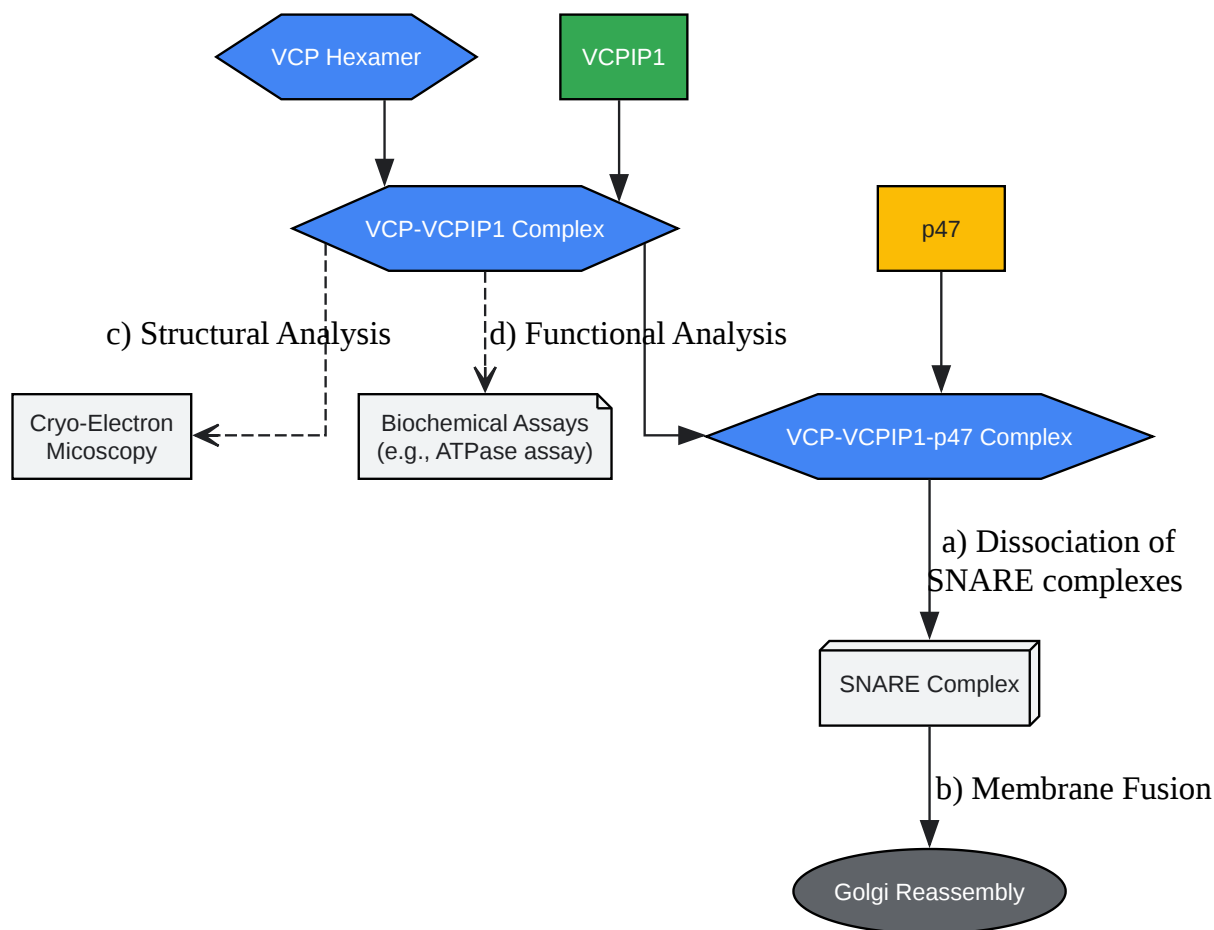 VCP Hexamer
VCPIP1
VCP-VCPIP1 Complex
p47
c) Structural Analysis
d) Functional Analysis
Cryo-Electron
Micoscopy
Biochemical Assays
(e.g., ATPase assay)
VCP-VCPIP1-p47 Complex
a) Dissociation of
SNARE complexes
SNARE Complex
b) Membrane Fusion
Golgi Reassembly